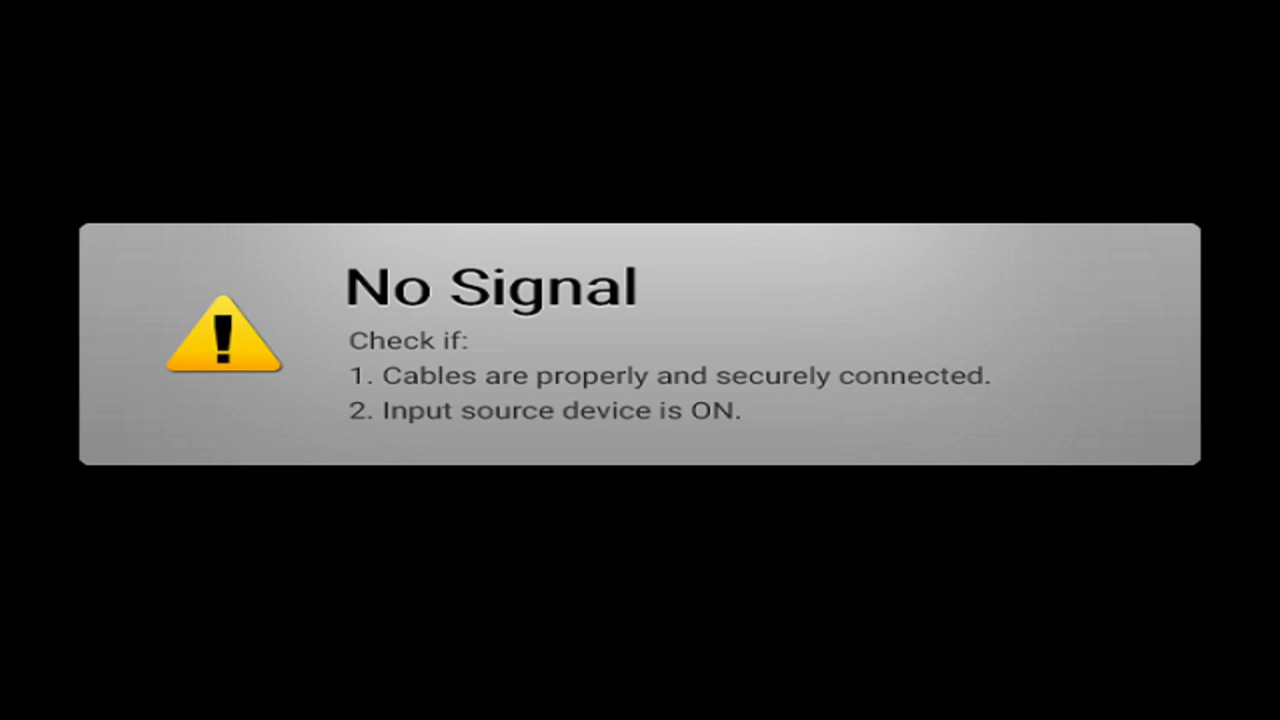 No Signal
Check if:
1. Cables are properly and securely connected.
2. Input source device is ON.